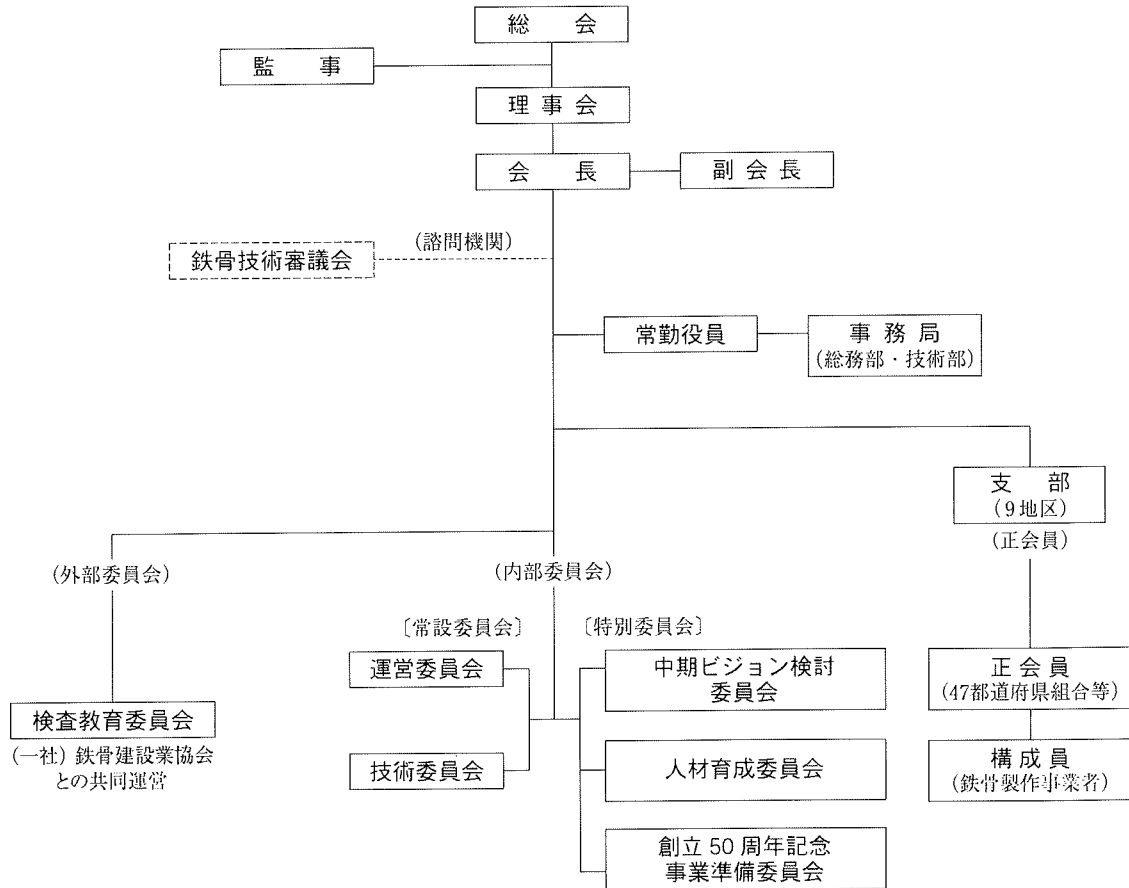 総会
監事
理事会
会長
副会長
(諮問機関)
鉄骨技術審議会
常勤役員
事務局
(総務部・技術部)
支部
(9地区)
(正会員)
(外部委員会)
(内部委員会)
〔常設委員会〕
〔特別委員会〕
運営委員会
中期ビジョン検討
委員会
正会員
(47都道府県組合等)
検査教育委員会
(一社)鉄骨建設業協会
との共同運営
技術委員会
人材育成委員会
構成員
(鉄骨製作事業者)
創立50周年記念
事業準備委員会